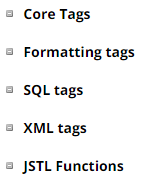 Core Tags
Formatting tags
SQL tags
XML tags
JSTL Functions